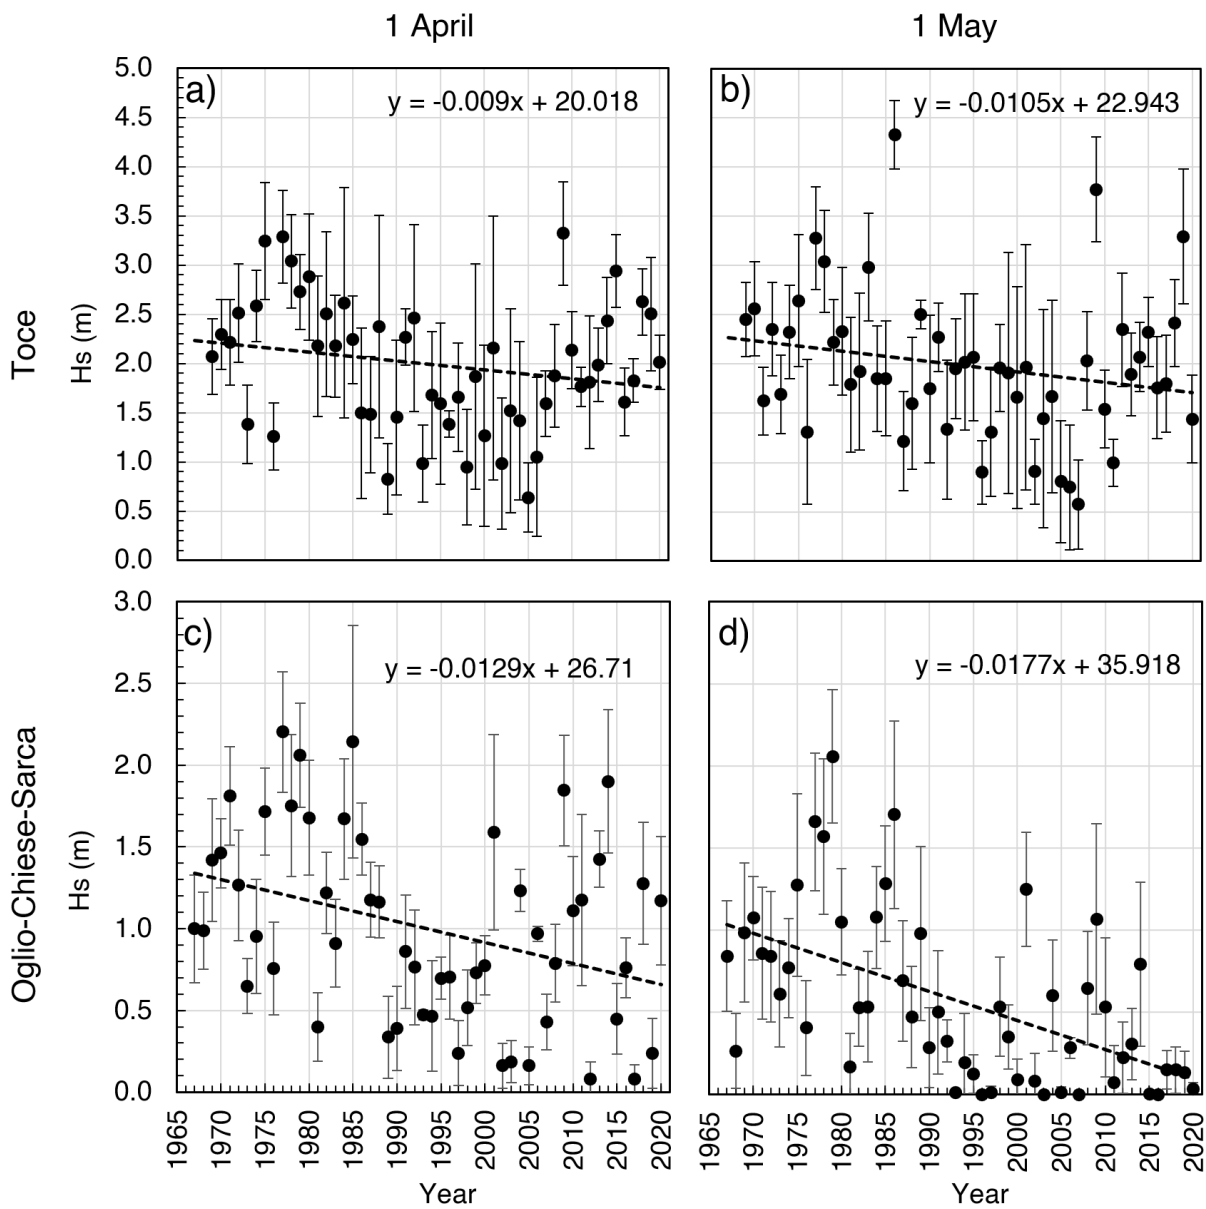 1 April
1 May
Toce
Hs (m)
5.0
4.5
4.0
3.5
3.0
2.5
2.0
1.5
1.0
0.5
0.0
a)
y = -0.009x + 20.018
b)
y = -0.0105x + 22.943
Oglio-Chiese-Sarca
Hs (m)
3.0
2.5
2.0
1.5
1.0
0.5
0.0
c)
y = -0.0129x + 26.71
d)
y = -0.0177x + 35.918
1965 1970 1975 1980 1985 1990 1995 2000 2005 2010 2015 2020
1965 1970 1975 1980 1985 1990 1995 2000 2005 2010 2015 2020
Year
Year